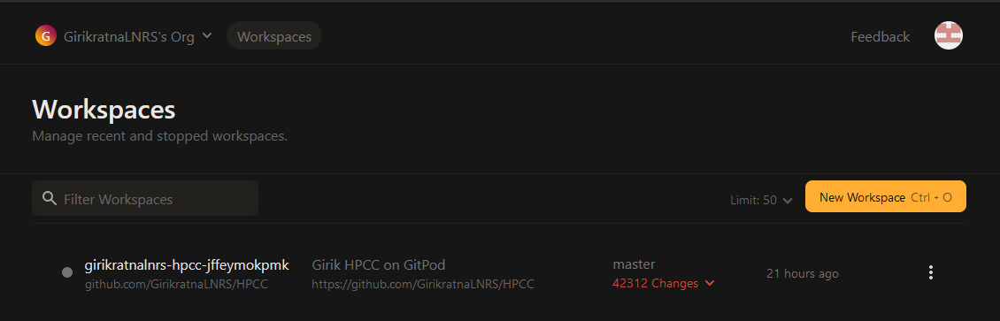 G GirikratnaLNRS's Org Workspaces Feedback
Workspaces
Manage recent and stopped workspaces.
Filter Workspaces Limit: 50 New Workspace Ctrl + O
girikratnalnrs-hpcc-jffeymokpmk Girik HPCC on GitPod master
21 hours ago
github.com/GirikratnaLNRS/HPCC https://github.com/GirikratnaLNRS/HPCC 42312 Changes